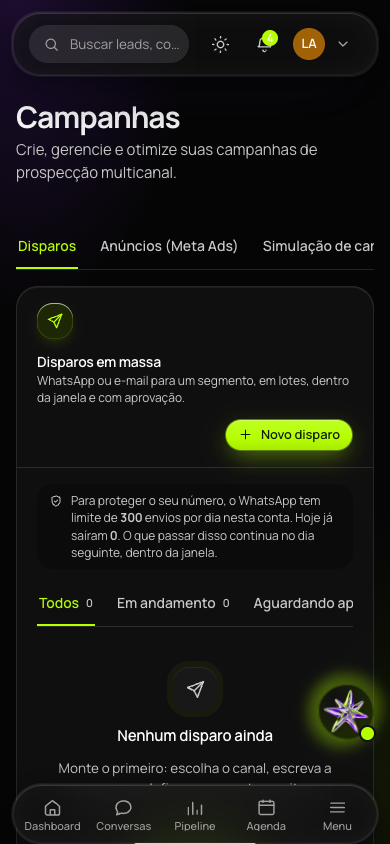 Buscar leads, co...
4
LA
Campanhas
Crie, gerencie e otimize suas campanhas de
prospecção multicanal.
Disparos Anúncios (Meta Ads) Simulação de car
Disparos em massa
WhatsApp ou e-mail para um segmento, em lotes, dentro
da janela e com aprovação.
Novo disparo
Para proteger o seu número, o WhatsApp tem
limite de 300 envios por dia nesta conta. Hoje já
saíram 0. O que passar disso continua no dia
seguinte, dentro da janela.
Todos 0 Em andamento 0 Aguardando ap
Nenhum disparo ainda
Monte o primeiro: escolha o canal, escreva a
Dashboard Conversas Pipeline Agenda Menu